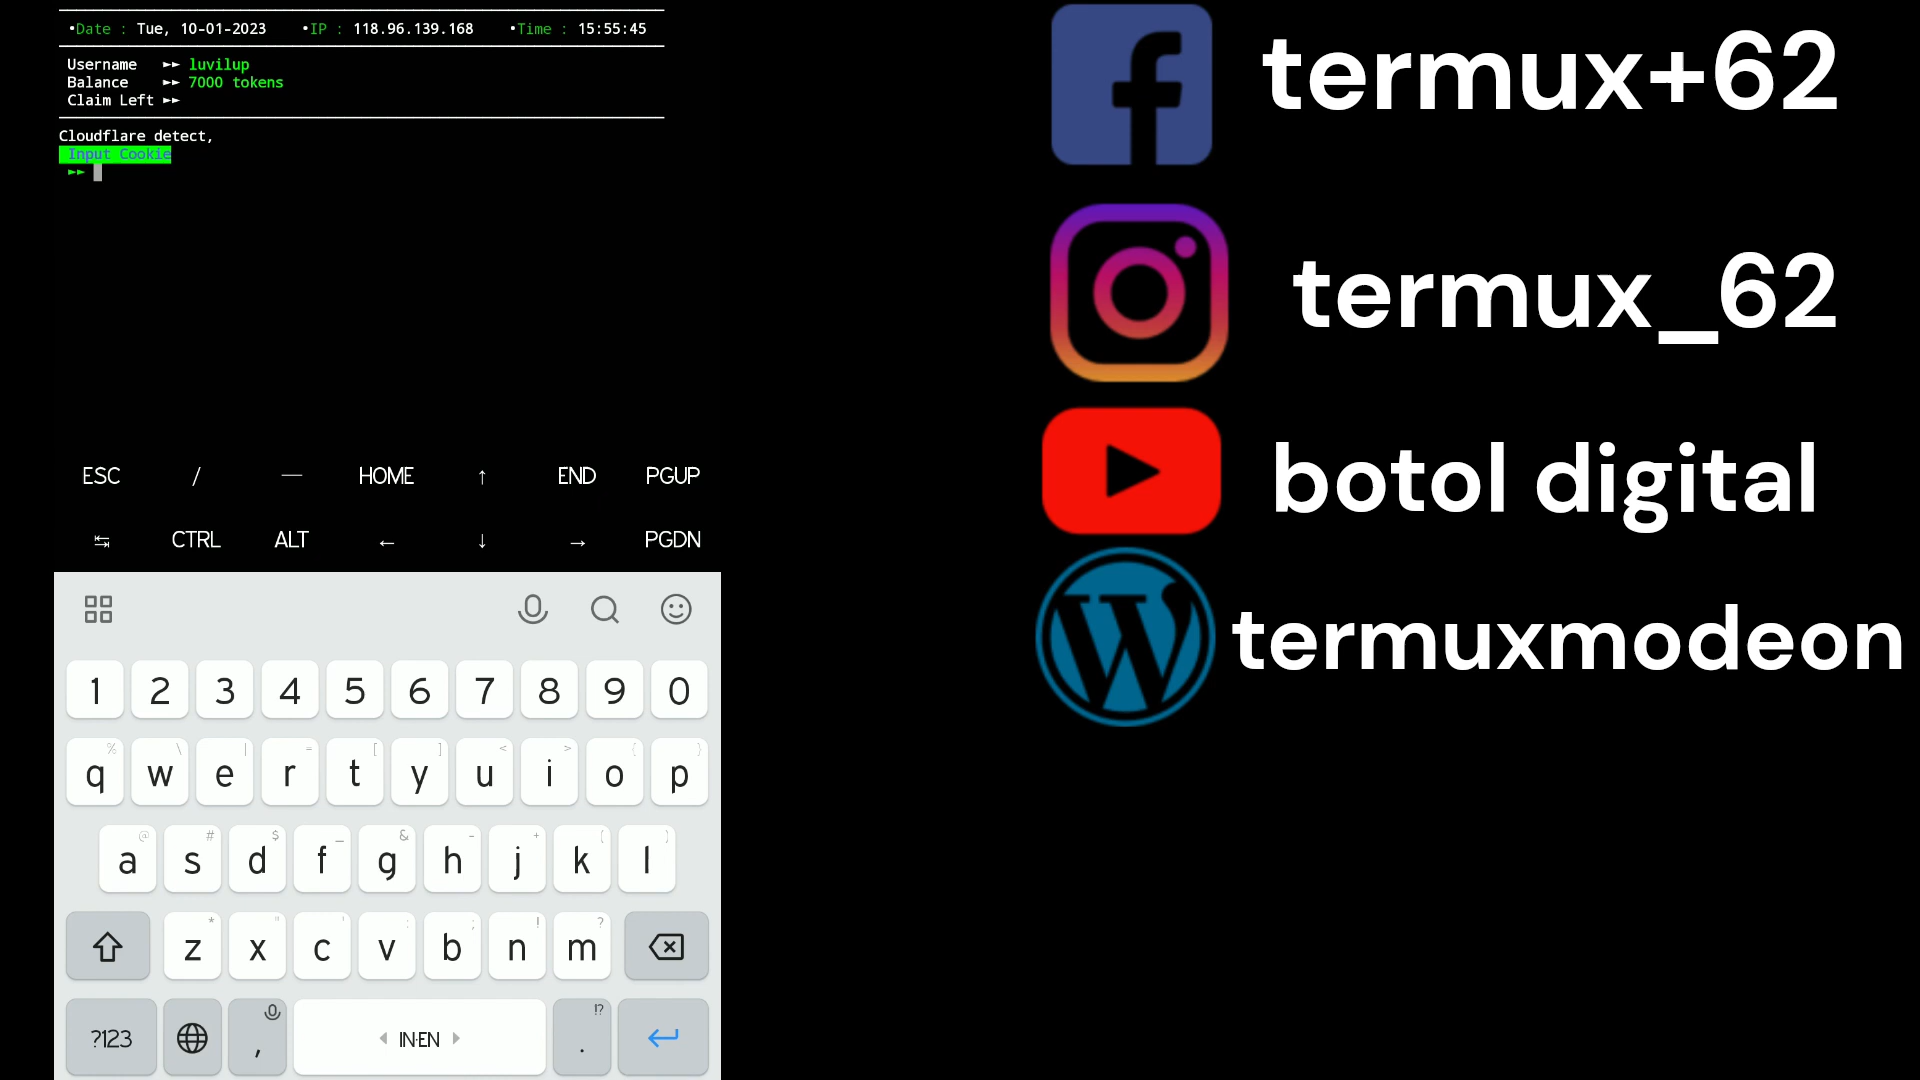 •Date : Tue, 10-01-2023 •IP : 118.96.139.168 •Time : 15:55:45
Username ►► luvilup
Balance ►► 7000 tokens
Claim Left ►►
Cloudflare detect,
Input Cookie
►►
ESC / — HOME ↑ END PGUP
↹ CTRL ALT ← ↓ → PGDN
1 2 3 4 5 6 7 8 9 0
% \ | = [ ] < > { }
q w e r t y u i o p
@ # $ _ & - + ( )
a s d f g h j k l
* " ' : ; ! ?
z x c v b n m
!?
?123 , IN·EN .
termux+62
termux_62
botol digital
termuxmodeon